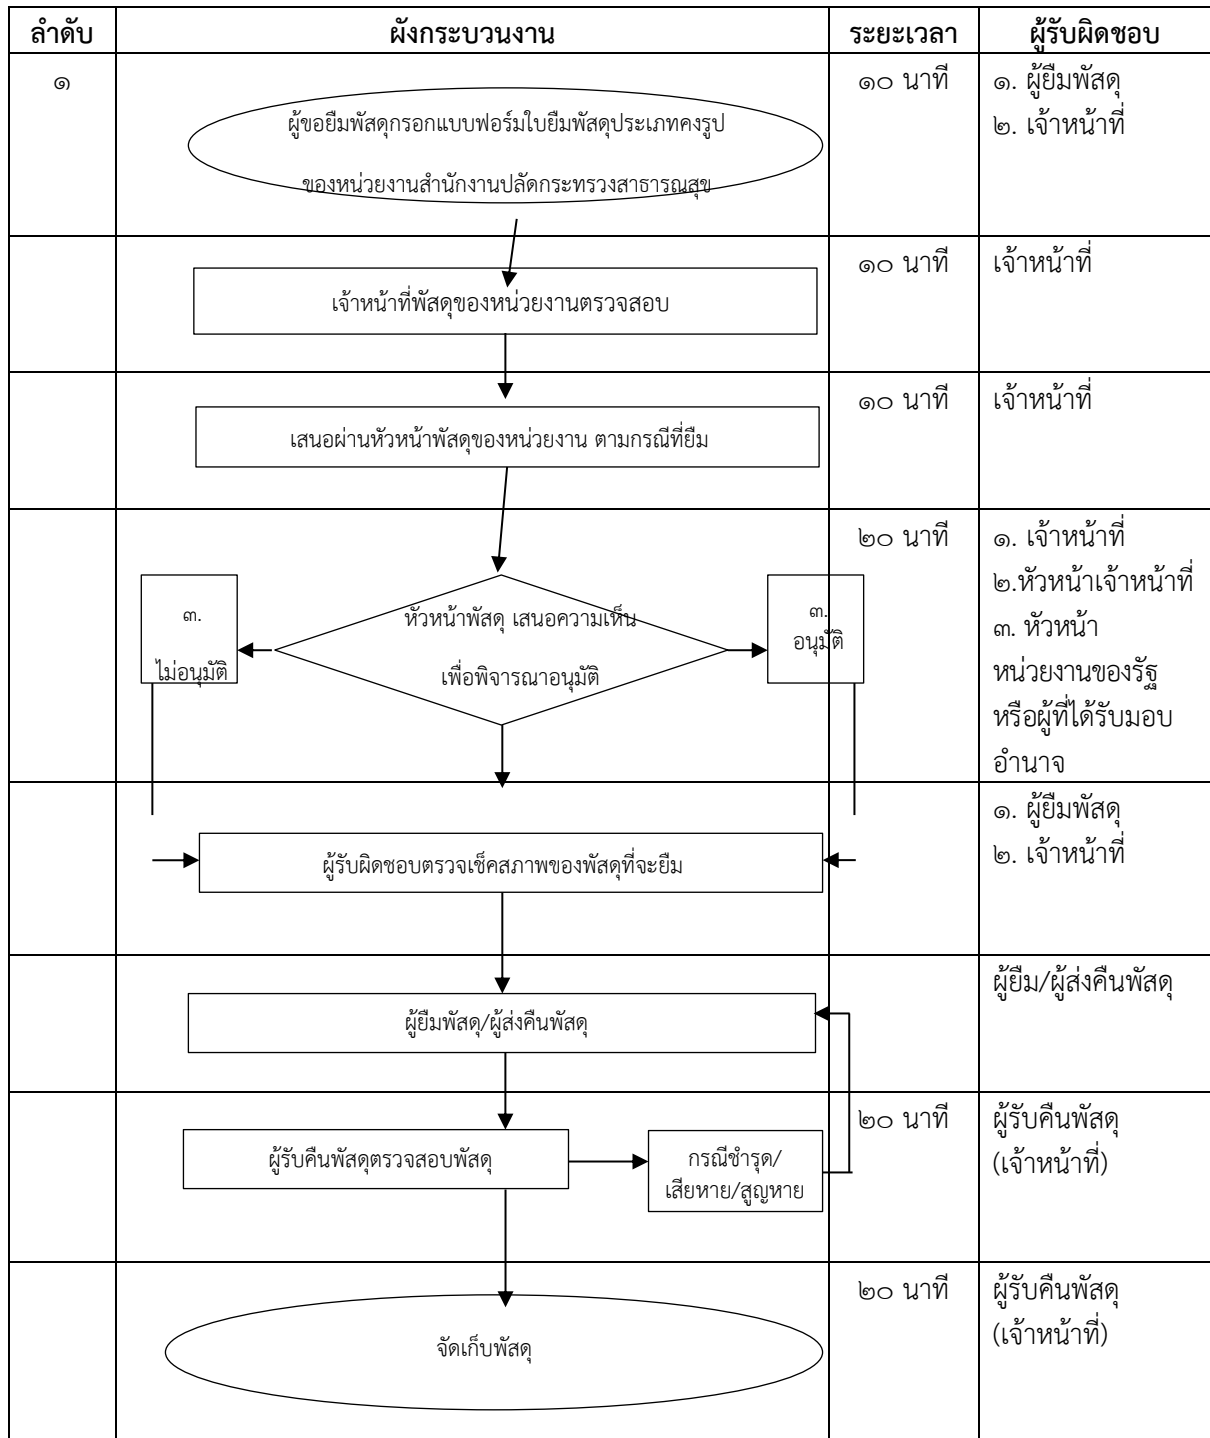 ลำดับ ผังกระบวนงาน ระยะเวลา ผู้รับผิดชอบ
๑
ผู้ขอยืมพัสดุกรอกแบบฟอร์มใบยืมพัสดุประเภทคงรูป
ของหน่วยงานสำนักงานปลัดกระทรวงสาธารณสุข
๑๐ นาที
๑. ผู้ยืมพัสดุ
๒. เจ้าหน้าที่
เจ้าหน้าที่พัสดุของหน่วยงานตรวจสอบ
๑๐ นาที
เจ้าหน้าที่
เสนอผ่านหัวหน้าพัสดุของหน่วยงาน ตามกรณีที่ยืม
๑๐ นาที
เจ้าหน้าที่
๓.
ไม่อนุมัติ
หัวหน้าพัสดุ เสนอความเห็น
เพื่อพิจารณาอนุมัติ
๓.
อนุมัติ
๒๐ นาที
๑. เจ้าหน้าที่
๒.หัวหน้าเจ้าหน้าที่
๓. หัวหน้า
หน่วยงานของรัฐ
หรือผู้ที่ได้รับมอบ
อำนาจ
ผู้รับผิดชอบตรวจเช็คสภาพของพัสดุที่จะยืม
๑. ผู้ยืมพัสดุ
๒. เจ้าหน้าที่
ผู้ยืมพัสดุ/ผู้ส่งคืนพัสดุ
ผู้ยืม/ผู้ส่งคืนพัสดุ
ผู้รับคืนพัสดุตรวจสอบพัสดุ
กรณีชำรุด/
เสียหาย/สูญหาย
๒๐ นาที
ผู้รับคืนพัสดุ
(เจ้าหน้าที่)
จัดเก็บพัสดุ
๒๐ นาที
ผู้รับคืนพัสดุ
(เจ้าหน้าที่)